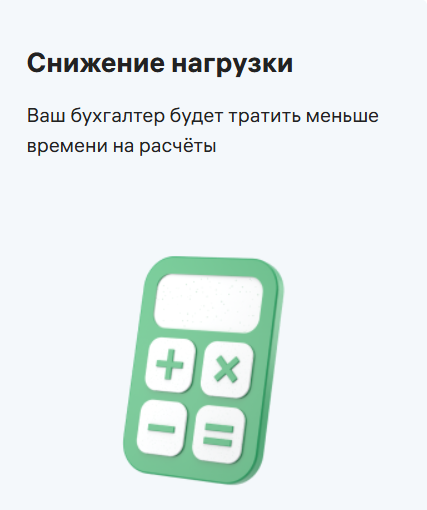 Снижение нагрузки
Ваш бухгалтер будет тратить меньше
времени на расчёты
+ ×
− =